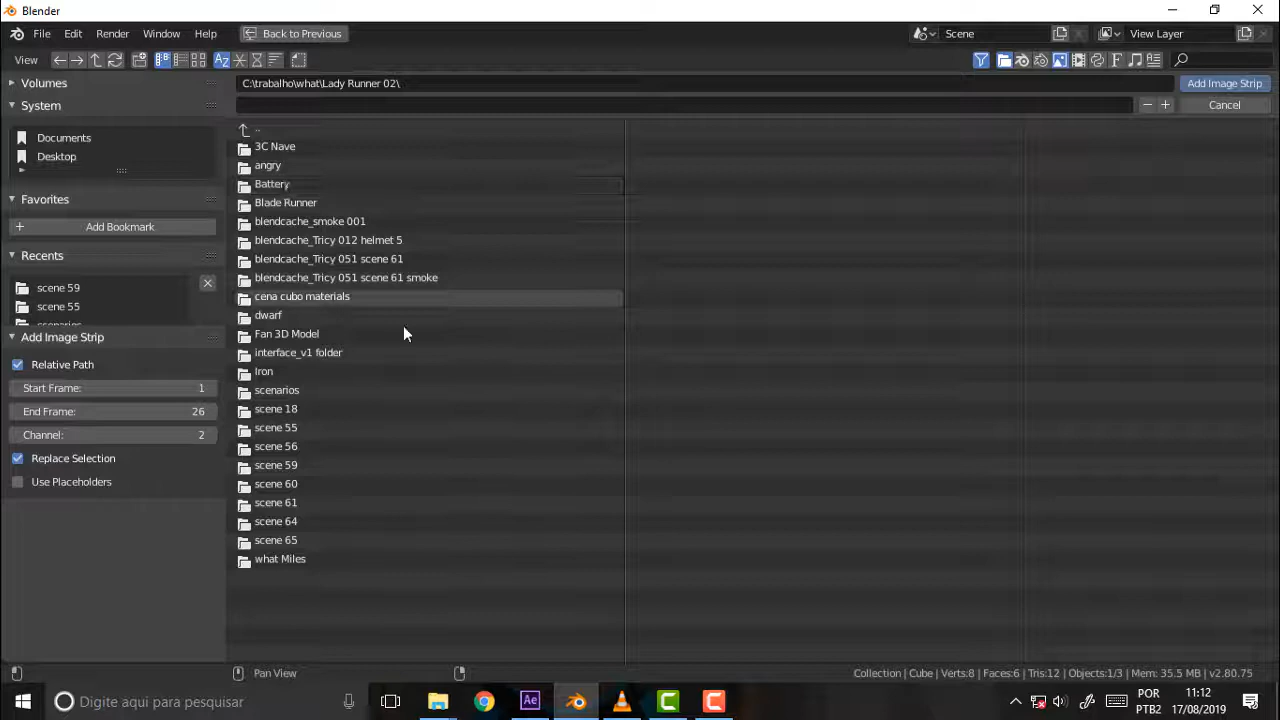 Blender
File Edit Render Window Help Back to Previous Scene View Layer
View
Volumes C:\trabalho\what\Lady Runner 02\ Add Image Strip
System Cancel
Documents
Desktop
Favorites
Add Bookmark
Recents
scene 59
scene 55
scenarios
Add Image Strip
Relative Path
Start Frame: 1
End Frame: 26
Channel: 2
Replace Selection
Use Placeholders
..
3C Nave
angry
Battery
Blade Runner
blendcache_smoke 001
blendcache_Tricy 012 helmet 5
blendcache_Tricy 051 scene 61
blendcache_Tricy 051 scene 61 smoke
cena cubo materials
dwarf
Fan 3D Model
interface_v1 folder
Iron
scenarios
scene 18
scene 55
scene 56
scene 59
scene 60
scene 61
scene 64
scene 65
what Miles
Pan View Collection | Cube | Verts:8 | Faces:6 | Tris:12 | Objects:1/3 | Mem: 35.5 MB | v2.80.75
Digite aqui para pesquisar Ae POR 11:12
PTB2 17/08/2019